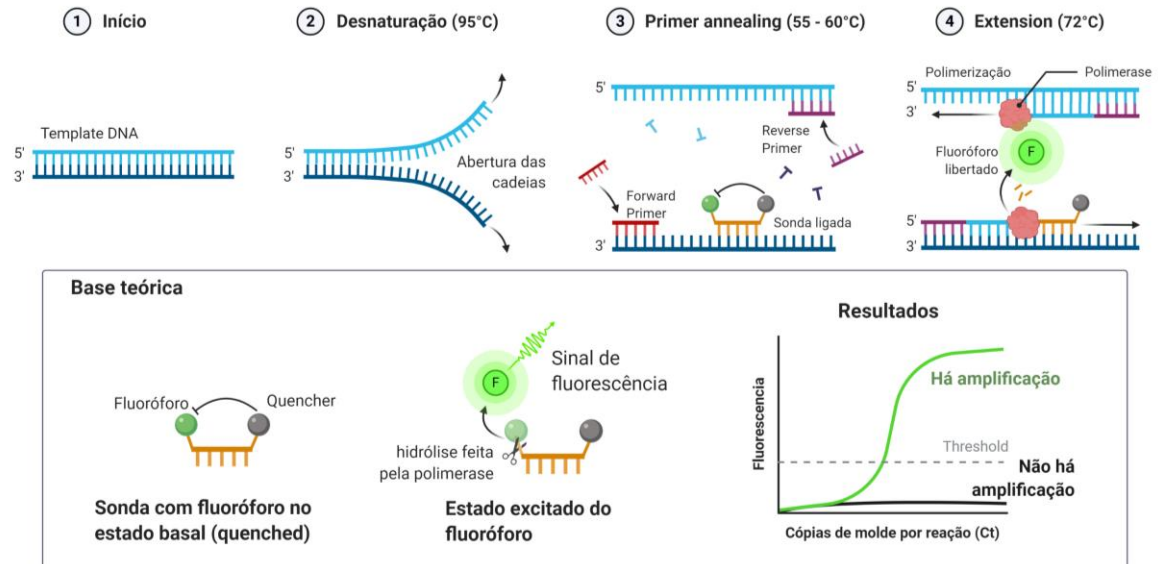 1 Início
2 Desnaturação (95°C)
3 Primer annealing (55 - 60°C)
4 Extension (72°C)
Template DNA
5'
3'
5'
3'
Abertura das
cadeias
5'
Reverse
Primer
Forward
Primer
Sonda ligada
3'
Polimerização
Polimerase
5'
3'
F
Fluoróforo
libertado
5'
3'
Base teórica
Fluoróforo
Quencher
Sonda com fluoróforo no
estado basal (quenched)
F
Sinal de
fluorescência
hidrólise feita
pela polimerase
Estado excitado do
fluoróforo
Resultados
Fluorescencia
Há amplificação
Threshold
Não há
amplificação
Cópias de molde por reação (Ct)